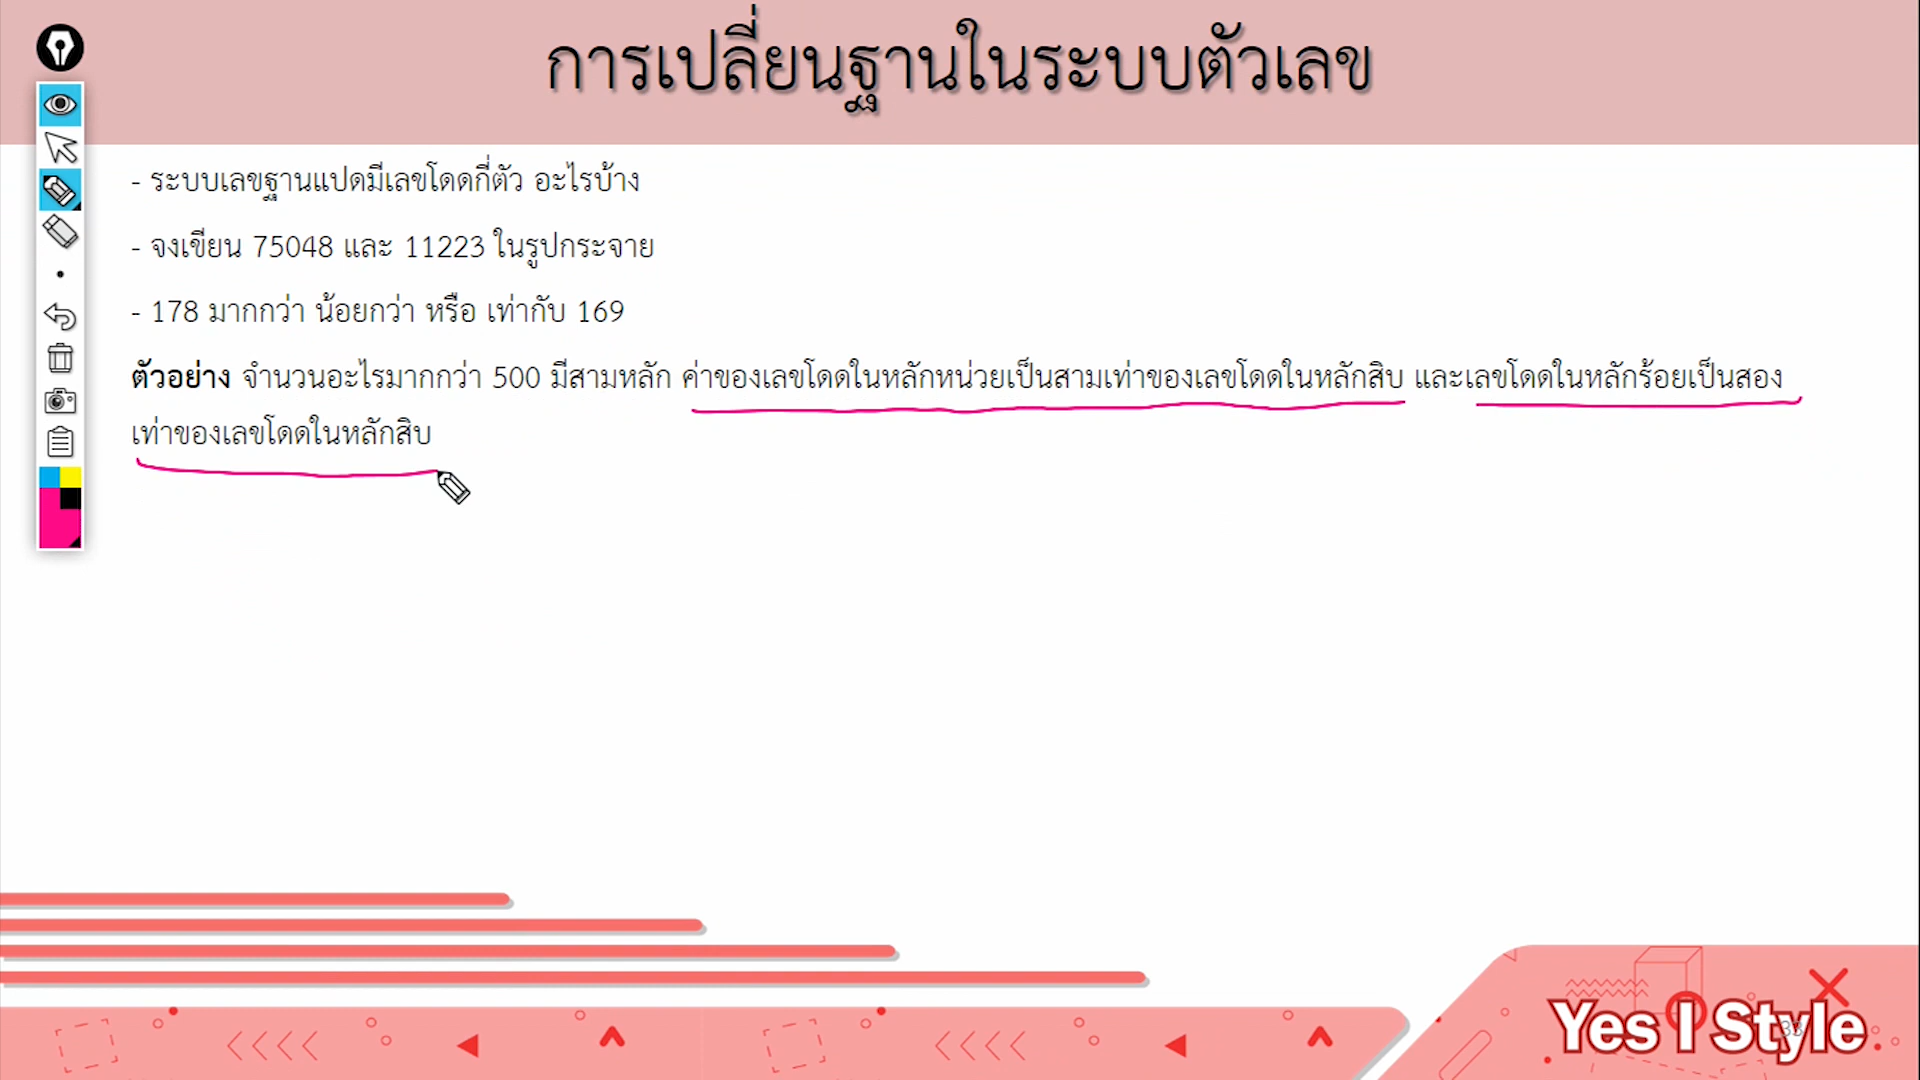 การเปลี่ยนฐานในระบบตัวเลข
- ระบบเลขฐานแปดมีเลขโดดกี่ตัว อะไรบ้าง
- จงเขียน 75048 และ 11223 ในรูปกระจาย
- 178 มากกว่า น้อยกว่า หรือ เท่ากับ 169
ตัวอย่าง จำนวนอะไรมากกว่า 500 มีสามหลัก ค่าของเลขโดดในหลักหน่วยเป็นสามเท่าของเลขโดดในหลักสิบ และเลขโดดในหลักร้อยเป็นสอง
เท่าของเลขโดดในหลักสิบ
Yes I Style
33